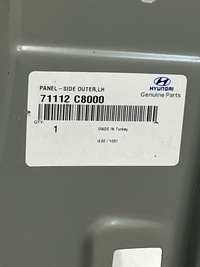 PANEL-SIDE OUTER,LH
71112 C8000
HYUNDAI
Genuine Parts
QTY
1
MADE IN Turkey